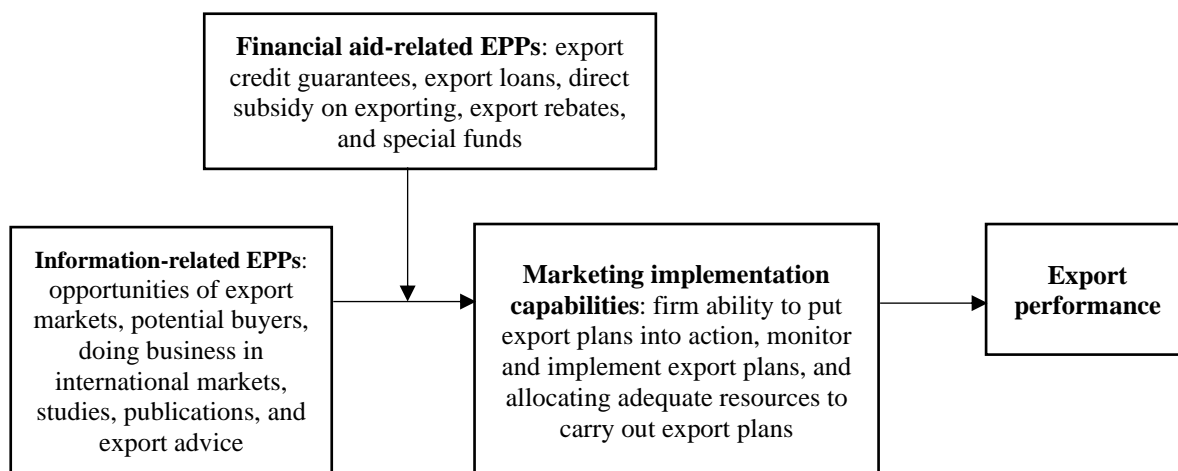 Financial aid-related EPPs: export
credit guarantees, export loans, direct
subsidy on exporting, export rebates,
and special funds
Information-related EPPs:
opportunities of export
markets, potential buyers,
doing business in
international markets,
studies, publications, and
export advice
Marketing implementation
capabilities: firm ability to put
export plans into action, monitor
and implement export plans, and
allocating adequate resources to
carry out export plans
Export
performance